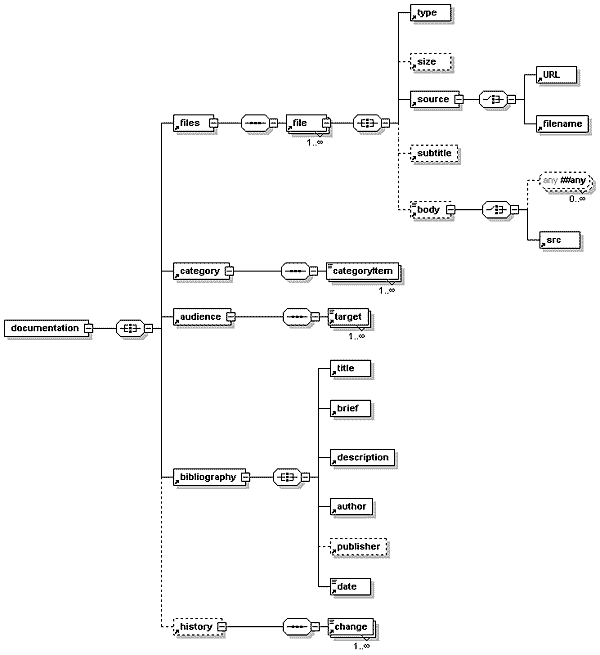 type
size
source
URL
filename
files
file
1..∞
subtitle
any ##any
0..∞
body
src
category
categoryItem
1..∞
audience
target
1..∞
documentation
title
brief
description
bibliography
author
publisher
date
history
change
1..∞